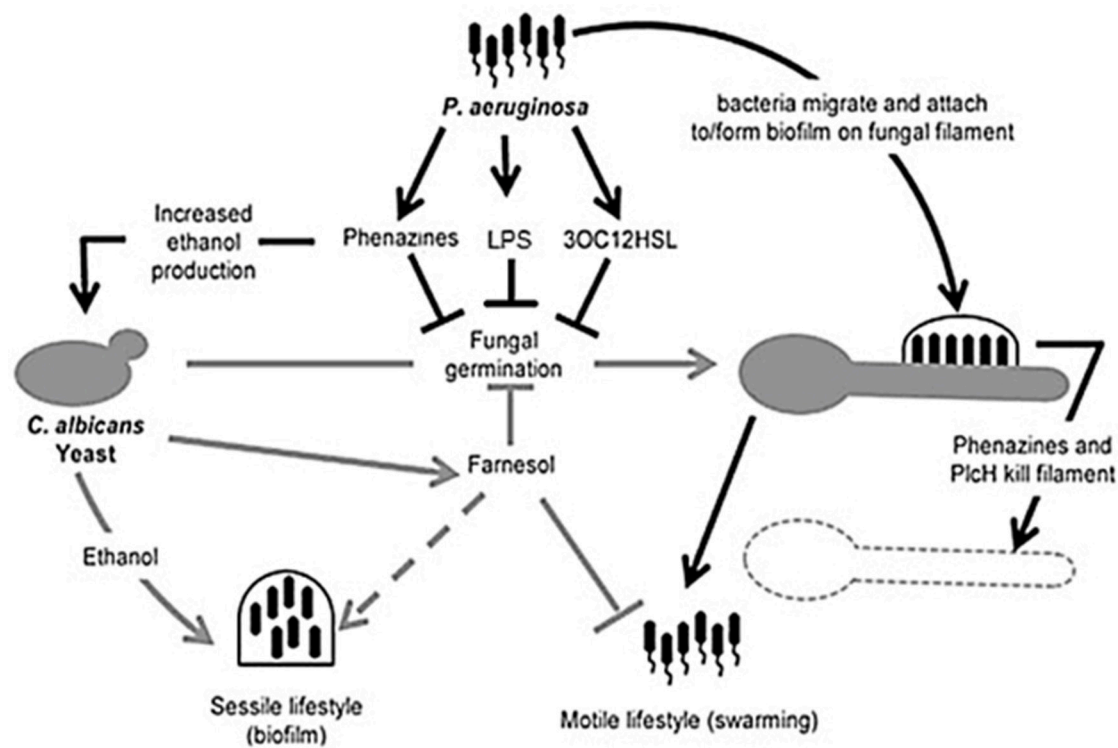 P. aeruginosa
bacteria migrate and attach
to/form biofilm on fungal filament
Increased
ethanol
production
Phenazines
LPS
3OC12HSL
Fungal
germination
C. albicans
Yeast
Farnesol
Phenazines and
PlcH kill filament
Ethanol
Sessile lifestyle
(biofilm)
Motile lifestyle (swarming)